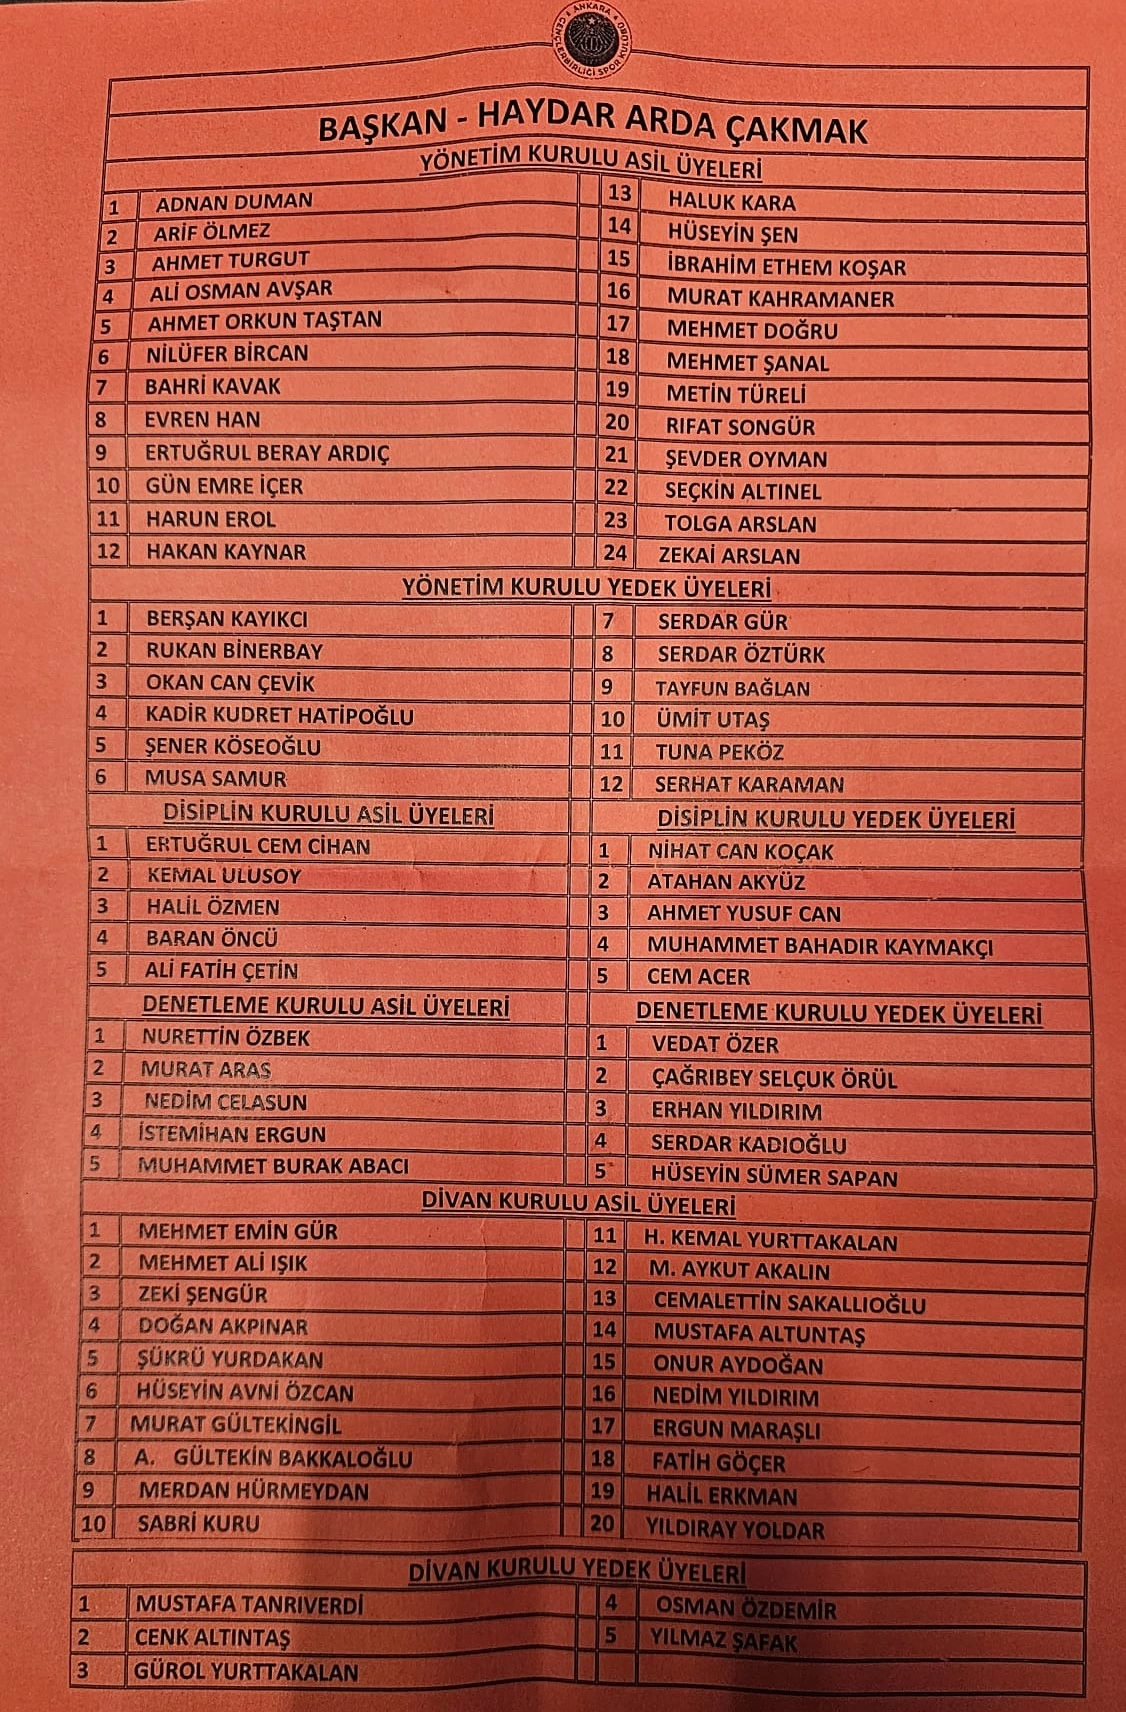 ANKARA
GENÇLERBİRLİĞİ SPOR KULÜBÜ
BAŞKAN - HAYDAR ARDA ÇAKMAK
YÖNETİM KURULU ASİL ÜYELERİ
1 ADNAN DUMAN 13 HALUK KARA
2 ARİF ÖLMEZ 14 HÜSEYİN ŞEN
3 AHMET TURGUT 15 İBRAHİM ETHEM KOŞAR
4 ALİ OSMAN AVŞAR 16 MURAT KAHRAMANER
5 AHMET ORKUN TAŞTAN 17 MEHMET DOĞRU
6 NİLÜFER BİRCAN 18 MEHMET ŞANAL
7 BAHRİ KAVAK 19 METİN TÜRELİ
8 EVREN HAN 20 RIFAT SONGÜR
9 ERTUĞRUL BERAY ARDIÇ 21 ŞEVDER OYMAN
10 GÜN EMRE İÇER 22 SEÇKİN ALTINEL
11 HARUN EROL 23 TOLGA ARSLAN
12 HAKAN KAYNAR 24 ZEKAİ ARSLAN
YÖNETİM KURULU YEDEK ÜYELERİ
1 BERŞAN KAYIKCI 7 SERDAR GÜR
2 RUKAN BİNERBAY 8 SERDAR ÖZTÜRK
3 OKAN CAN ÇEVİK 9 TAYFUN BAĞLAN
4 KADİR KUDRET HATİPOĞLU 10 ÜMİT UTAŞ
5 ŞENER KÖSEOĞLU 11 TUNA PEKÖZ
6 MUSA SAMUR 12 SERHAT KARAMAN
DİSİPLİN KURULU ASİL ÜYELERİ DİSİPLİN KURULU YEDEK ÜYELERİ
1 ERTUĞRUL CEM CİHAN 1 NİHAT CAN KOÇAK
2 KEMAL ULUSOY 2 ATAHAN AKYÜZ
3 HALİL ÖZMEN 3 AHMET YUSUF CAN
4 BARAN ÖNCÜ 4 MUHAMMET BAHADIR KAYMAKÇI
5 ALİ FATİH ÇETİN 5 CEM ACER
DENETLEME KURULU ASİL ÜYELERİ DENETLEME KURULU YEDEK ÜYELERİ
1 NURETTİN ÖZBEK 1 VEDAT ÖZER
2 MURAT ARAS 2 ÇAĞRIBEY SELÇUK ÖRÜL
3 NEDİM CELASUN 3 ERHAN YILDIRIM
4 İSTEMİHAN ERGUN 4 SERDAR KADIOĞLU
5 MUHAMMET BURAK ABACI 5 HÜSEYİN SÜMER SAPAN
DİVAN KURULU ASİL ÜYELERİ
1 MEHMET EMİN GÜR 11 H. KEMAL YURTTAKALAN
2 MEHMET ALİ IŞIK 12 M. AYKUT AKALIN
3 ZEKİ ŞENGÜR 13 CEMALETTİN SAKALLIOĞLU
4 DOĞAN AKPINAR 14 MUSTAFA ALTUNTAŞ
5 ŞÜKRÜ YURDAKAN 15 ONUR AYDOĞAN
6 HÜSEYİN AVNİ ÖZCAN 16 NEDİM YILDIRIM
7 MURAT GÜLTEKİNGİL 17 ERGUN MARAŞLI
8 A. GÜLTEKİN BAKKALOĞLU 18 FATİH GÖÇER
9 MERDAN HÜRMEYDAN 19 HALİL ERKMAN
10 SABRİ KURU 20 YILDIRAY YOLDAR
DİVAN KURULU YEDEK ÜYELERİ
1 MUSTAFA TANRIVERDİ 4 OSMAN ÖZDEMİR
2 CENK ALTINTAŞ 5 YILMAZ ŞAFAK
3 GÜROL YURTTAKALAN